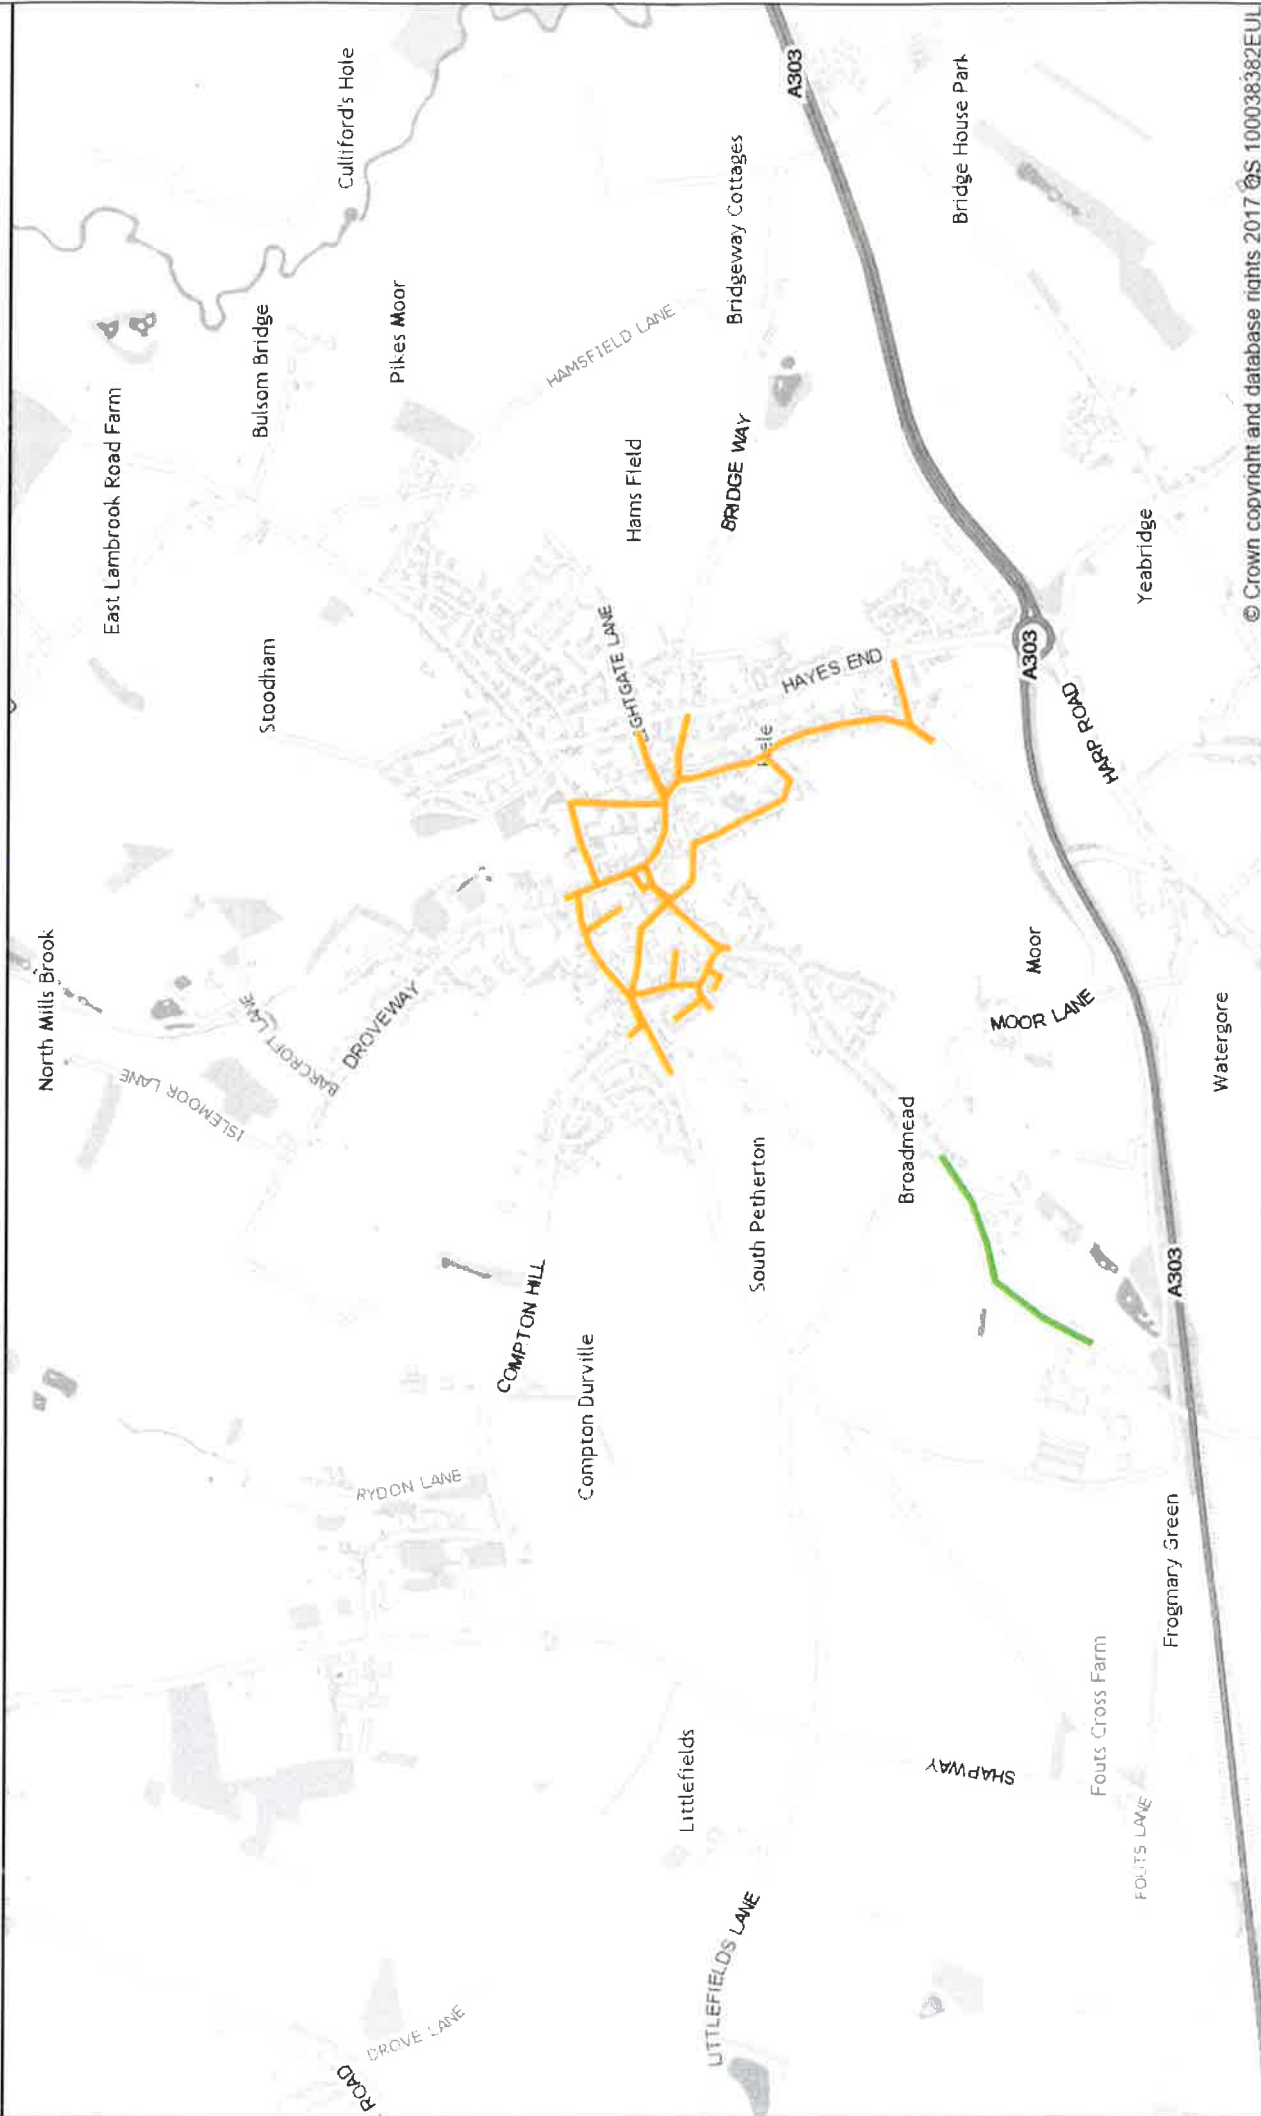 North Mills Brook
East Lambrook Road Farm
Culliford's Hole
Bulsom Bridge
Stoodham
Pikes Moor
ISLEMOOR LANE
BARCROFT LANE
DROVEWAY
HAMSFIELD LANE
RYDON LANE
COMPTON HILL
Compton Durville
Hams Field
Bridgeway Cottages
BRIDGE WAY
A303
ROAD
DROVE LANE
Littlefields
LITTLEFIELDS LANE
South Petherton
HAYES END
Bridge House Park
Broadmead
SHAPWAY
MOOR LANE
Moor
A303
HARP ROAD
Yeabridge
Fouts Cross Farm
FOUTS LANE
Frogmary Green
A303
Watergore
© Crown copyright and database rights 2017 OS 100038382EUL